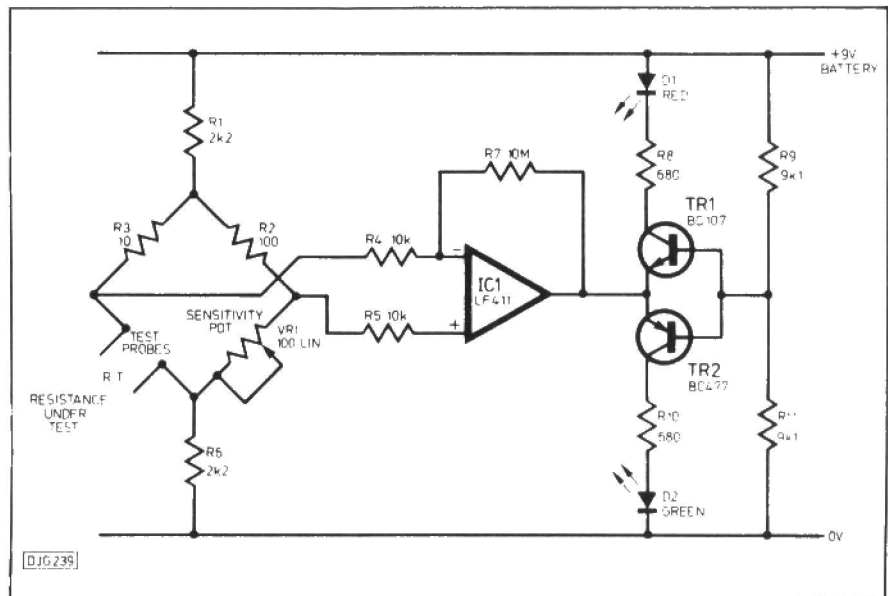 +9V
BATTERY
D1
RED
R1
2k2
R7 10M
R8
680
R9
9k1
R3
10
R2
100
R4 10k
TR1
BC107
−
IC1
LF411
+
SENSITIVITY
POT
VR1
100 LIN
R5 10k
TEST
PROBES
R T
RESISTANCE
UNDER
TEST
TR2
BC477
R6
2k2
R10
680
R11
9k1
D2
GREEN
0V
DJG239